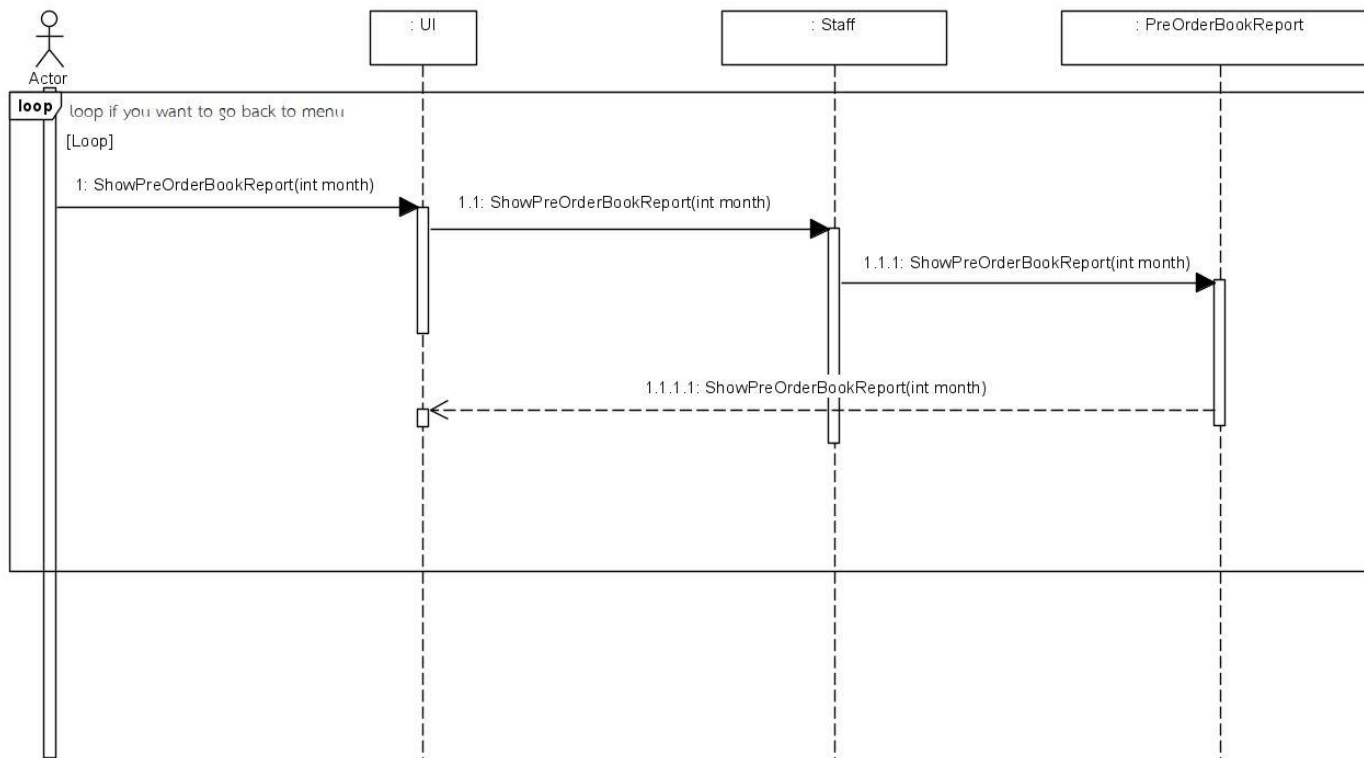 : UI
: Staff
: PreOrderBookReport
Actor
loop
loop if you want to go back to menu
[Loop]
1: ShowPreOrderBookReport(int month)
1.1: ShowPreOrderBookReport(int month)
1.1.1: ShowPreOrderBookReport(int month)
1.1.1.1: ShowPreOrderBookReport(int month)